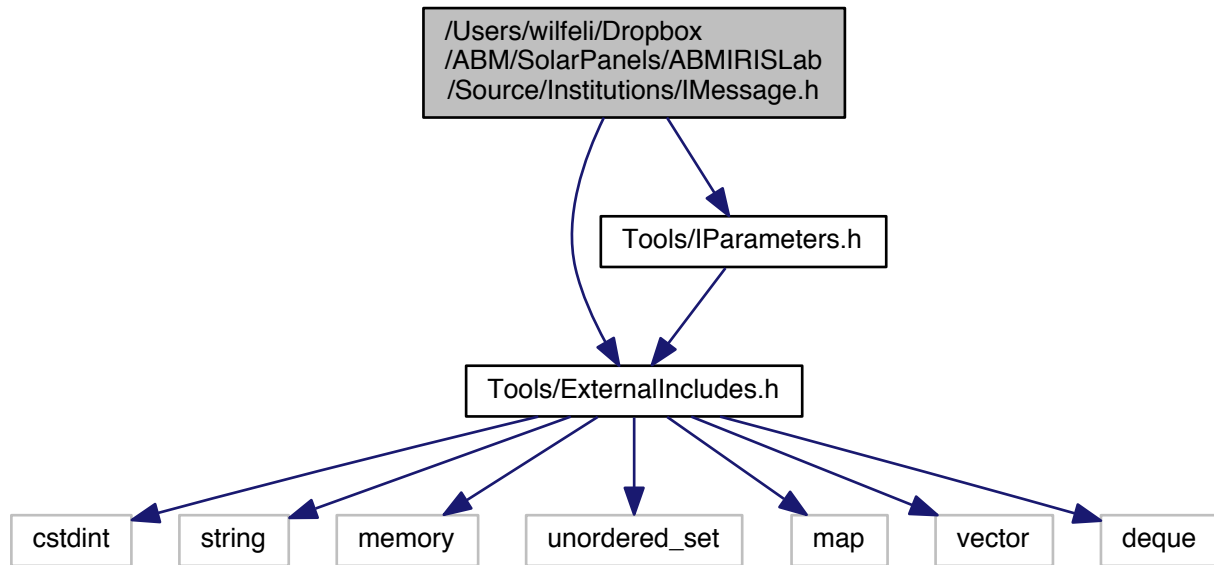 /Users/wilfeli/Dropbox
/ABM/SolarPanels/ABMIRISLab
/Source/Institutions/IMessage.h
Tools/IParameters.h
Tools/ExternalIncludes.h
cstdint
string
memory
unordered_set
map
vector
deque